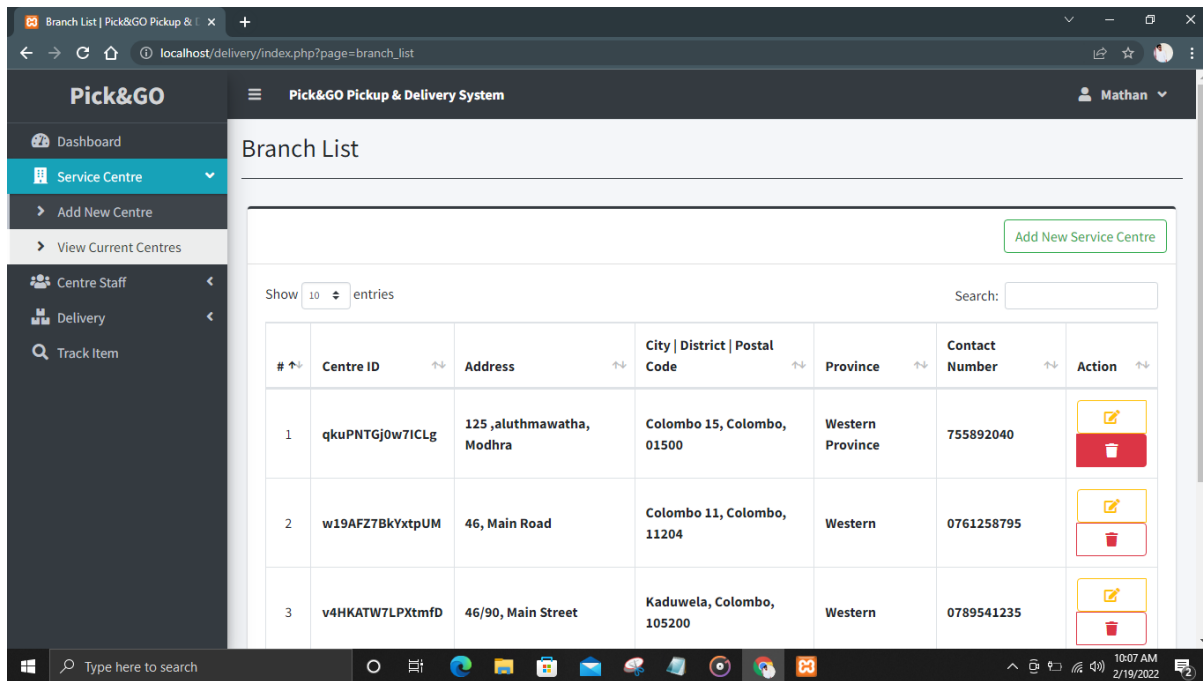 Branch List | Pick&GO Pickup & D
localhost/delivery/index.php?page=branch_list
Pick&GO
Pick&GO Pickup & Delivery System
Mathan
Dashboard
Service Centre
Add New Centre
View Current Centres
Centre Staff
Delivery
Track Item
Branch List
Add New Service Centre
Show 10 entries
Search:
# Centre ID Address City | District | Postal Code Province Contact Number Action
1 qkuPNTGj0w7ICLg 125 ,aluthmawatha, Modhra Colombo 15, Colombo, 01500 Western Province 755892040
2 w19AFZ7BkYxtpUM 46, Main Road Colombo 11, Colombo, 11204 Western 0761258795
3 v4HKATW7LPXtmfD 46/90, Main Street Kaduwela, Colombo, 105200 Western 0789541235
Type here to search
10:07 AM
2/19/2022
2